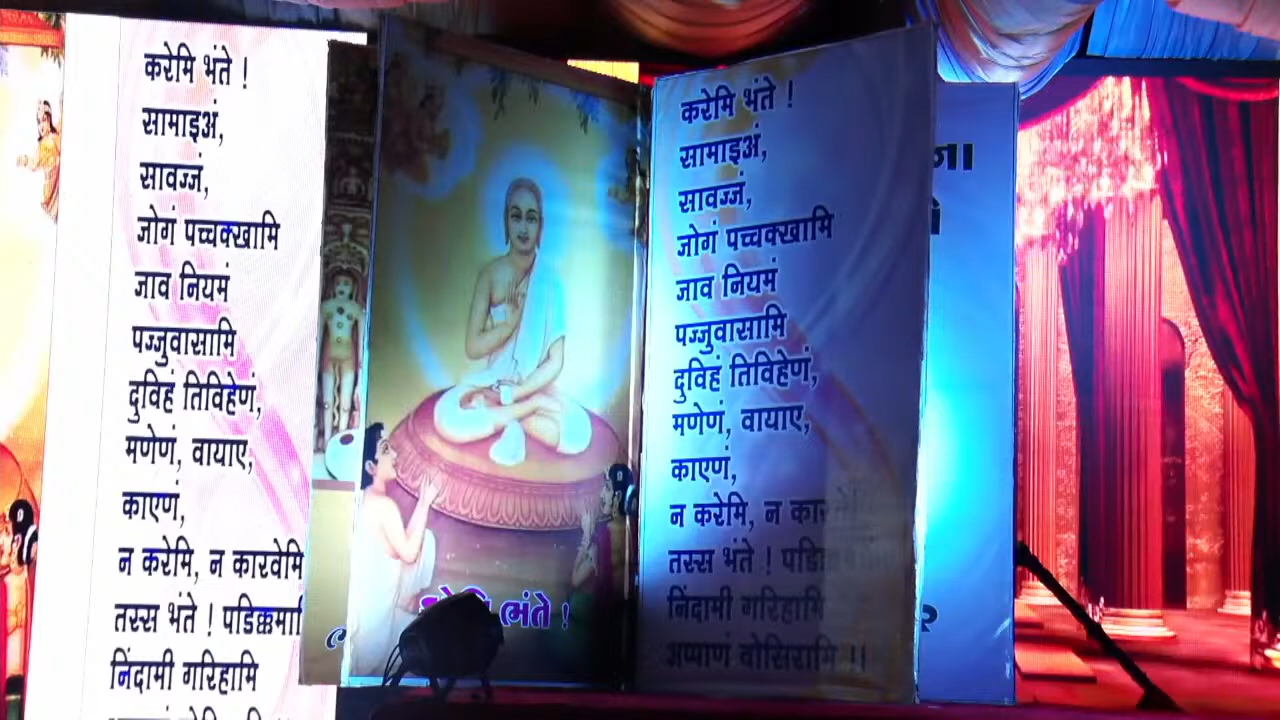 करेमि भंते !
सामाइअं,
सावज्जं,
जोगं पच्चक्खामि
जाव नियमं
पज्जुवासामि
दुविहं तिविहेणं,
मणेणं, वायाए,
काएणं,
न करेमि, न कारवेमि
तस्स भंते ! पडिक्कमा
निंदामी गरिहामि
भंते !
करेमि भंते !
सामाइअं,
सावज्जं,
जोगं पच्चक्खामि
जाव नियमं
पज्जुवासामि
दुविहं तिविहेणं,
मणेणं, वायाए,
काएणं,
न करेमि, न
तस्स भंते !
निंदामी गरिहामि
अप्पाणं वोसिरामि ।।